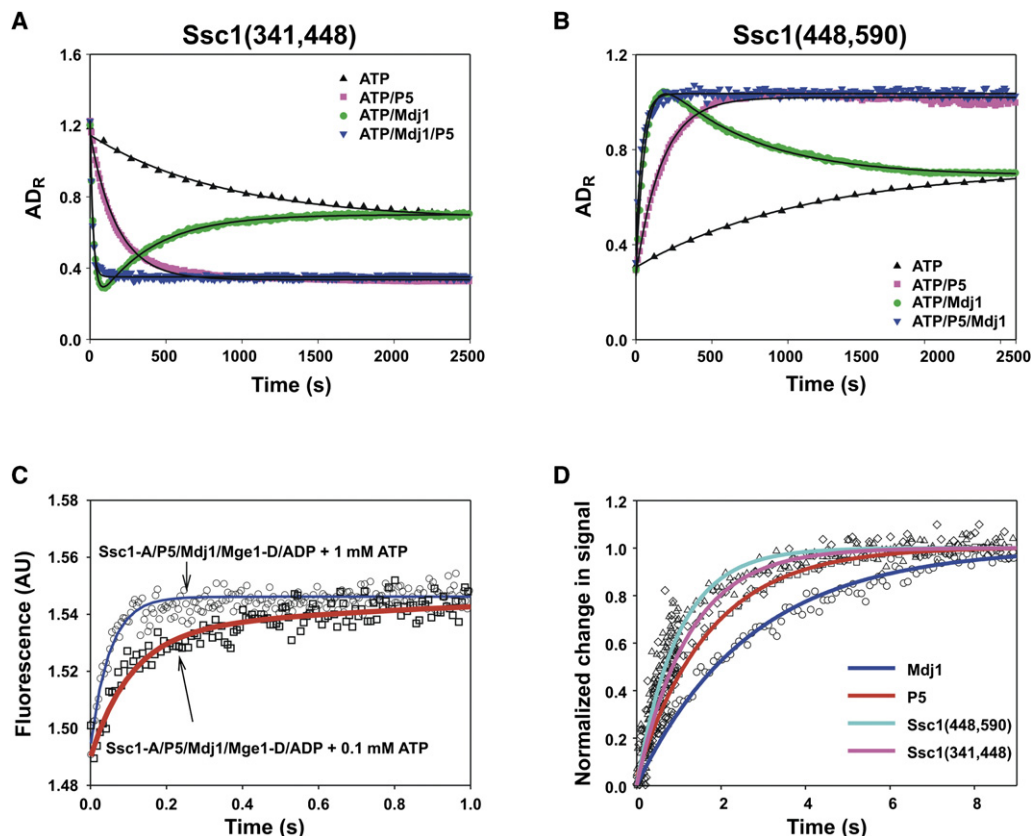 A
Ssc1(341,448)
1.6
1.2
0.8
0.4
0.0
AD_R
ATP
ATP/P5
ATP/Mdj1
ATP/Mdj1/P5
0 500 1000 1500 2000 2500
Time (s)
B
Ssc1(448,590)
1.2
1.0
0.8
0.6
0.4
0.2
0.0
AD_R
ATP
ATP/P5
ATP/Mdj1
ATP/P5/Mdj1
0 500 1000 1500 2000 2500
Time (s)
C
1.58
1.56
1.54
1.52
1.50
1.48
Fluorescence (AU)
Ssc1-A/P5/Mdj1/Mge1-D/ADP + 1 mM ATP
Ssc1-A/P5/Mdj1/Mge1-D/ADP + 0.1 mM ATP
0.0 0.2 0.4 0.6 0.8 1.0
Time (s)
D
1.2
1.0
0.8
0.6
0.4
0.2
0.0
Normalized change in signal
Mdj1
P5
Ssc1(448,590)
Ssc1(341,448)
0 2 4 6 8
Time (s)